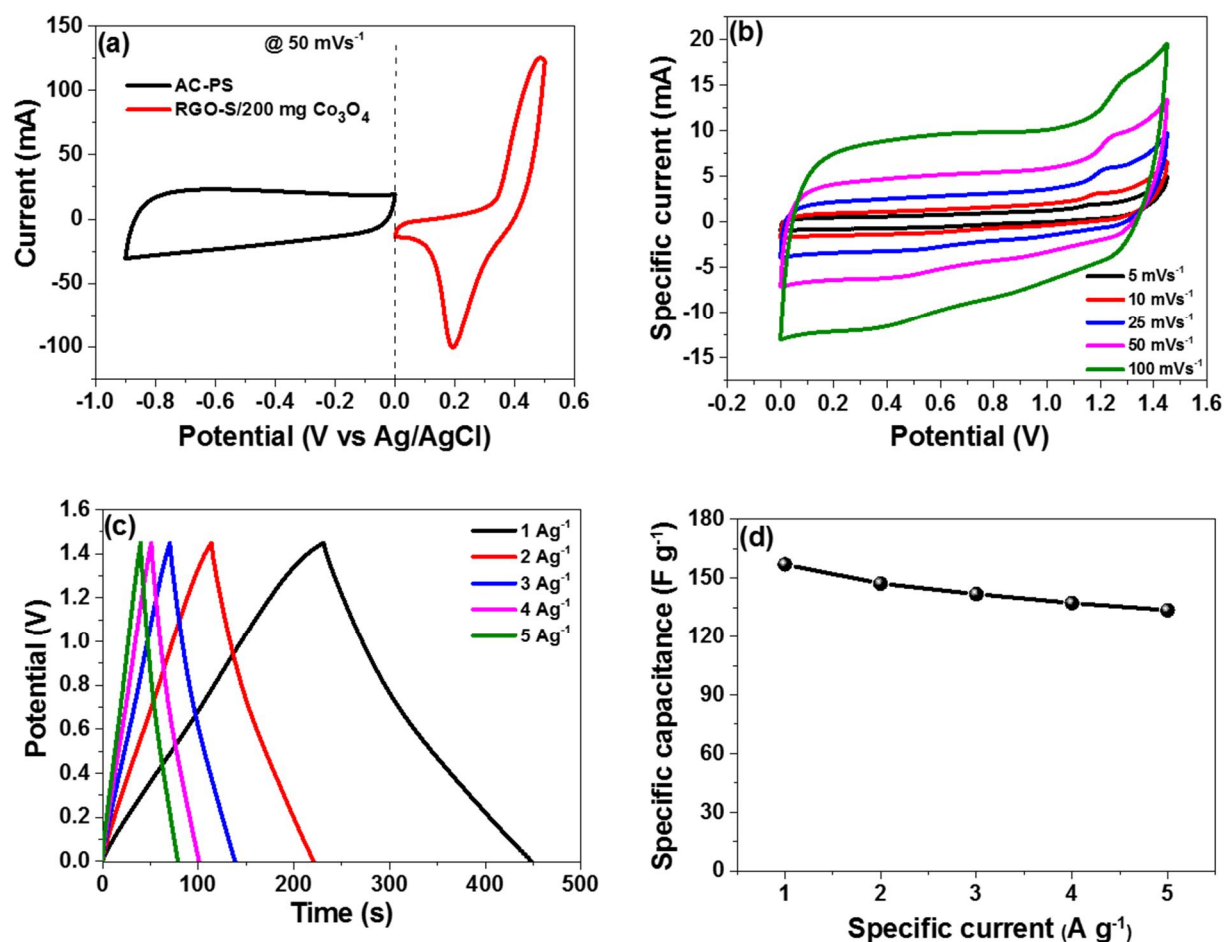 (a)
@ 50 mVs⁻¹
AC-PS
RGO-S/200 mg Co₃O₄
150
100
50
0
-50
-100
Current (mA)
-1.0 -0.8 -0.6 -0.4 -0.2 0.0 0.2 0.4 0.6
Potential (V vs Ag/AgCl)
(b)
20
15
10
5
0
-5
-10
-15
Specific current (mA)
5 mVs⁻¹
10 mVs⁻¹
25 mVs⁻¹
50 mVs⁻¹
100 mVs⁻¹
-0.2 0.0 0.2 0.4 0.6 0.8 1.0 1.2 1.4 1.6
Potential (V)
(c)
1.6
1.4
1.2
1.0
0.8
0.6
0.4
0.2
0.0
Potential (V)
1 Ag⁻¹
2 Ag⁻¹
3 Ag⁻¹
4 Ag⁻¹
5 Ag⁻¹
0 100 200 300 400 500
Time (s)
(d)
180
150
120
90
60
30
0
Specific capacitance (F g⁻¹)
1 2 3 4 5
Specific current (A g⁻¹)